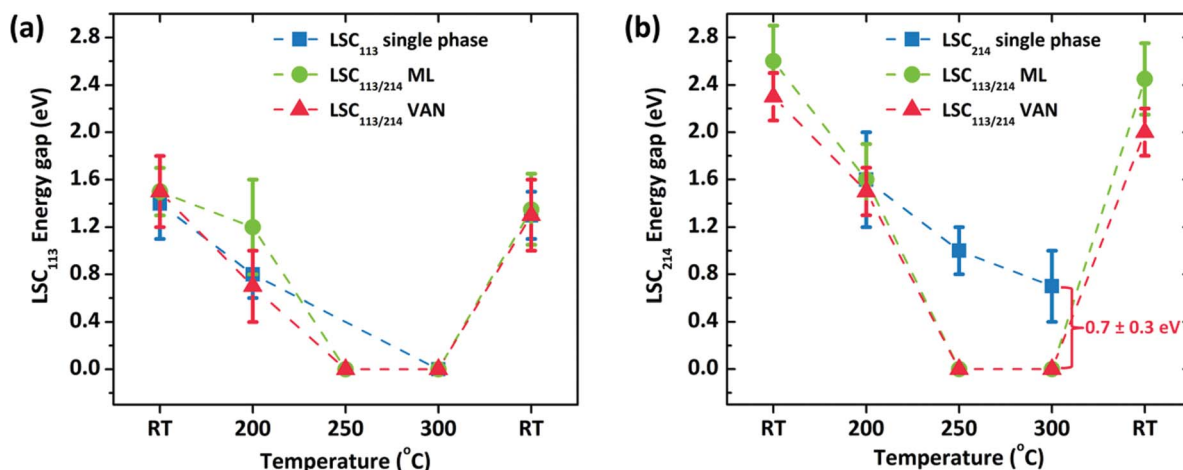 (a)
LSC113 Energy gap (eV)
2.8
2.4
2.0
1.6
1.2
0.8
0.4
0.0
LSC113 single phase
LSC113/214 ML
LSC113/214 VAN
RT 200 250 300 RT
Temperature (°C)
(b)
LSC214 Energy gap (eV)
2.8
2.4
2.0
1.6
1.2
0.8
0.4
0.0
LSC214 single phase
LSC113/214 ML
LSC113/214 VAN
0.7 ± 0.3 eV
RT 200 250 300 RT
Temperature (°C)